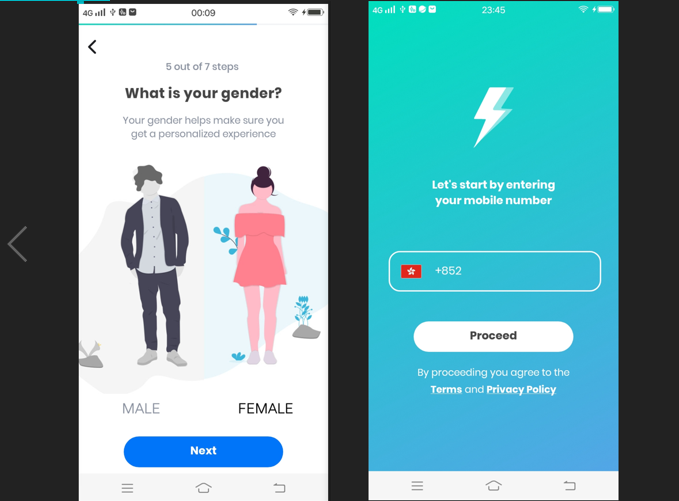 4G
00:09
5 out of 7 steps
What is your gender?
Your gender helps make sure you
get a personalized experience
MALE
FEMALE
Next
4G
23:45
Let's start by entering
your mobile number
+852
Proceed
By proceeding you agree to the
Terms and Privacy Policy